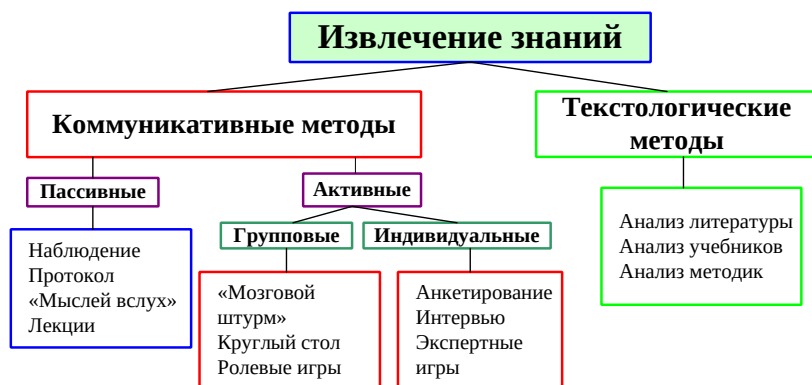 Извлечение знаний
Коммуникативные методы
Текстологические
методы
Пассивные
Активные
Групповые
Индивидуальные
Наблюдение
Протокол
«Мыслей вслух»
Лекции
«Мозговой
штурм»
Круглый стол
Ролевые игры
Анкетирование
Интервью
Экспертные
игры
Анализ литературы
Анализ учебников
Анализ методик